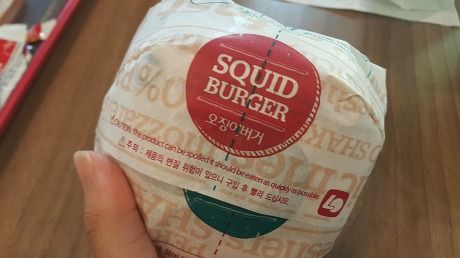 SQUID
BURGER
오징어버거
CAUTION: This product can be spoiled it should be eaten as quickly as possible
주의 : 제품의 변질 위험이 있으니 구입 후 빨리 드십시오.